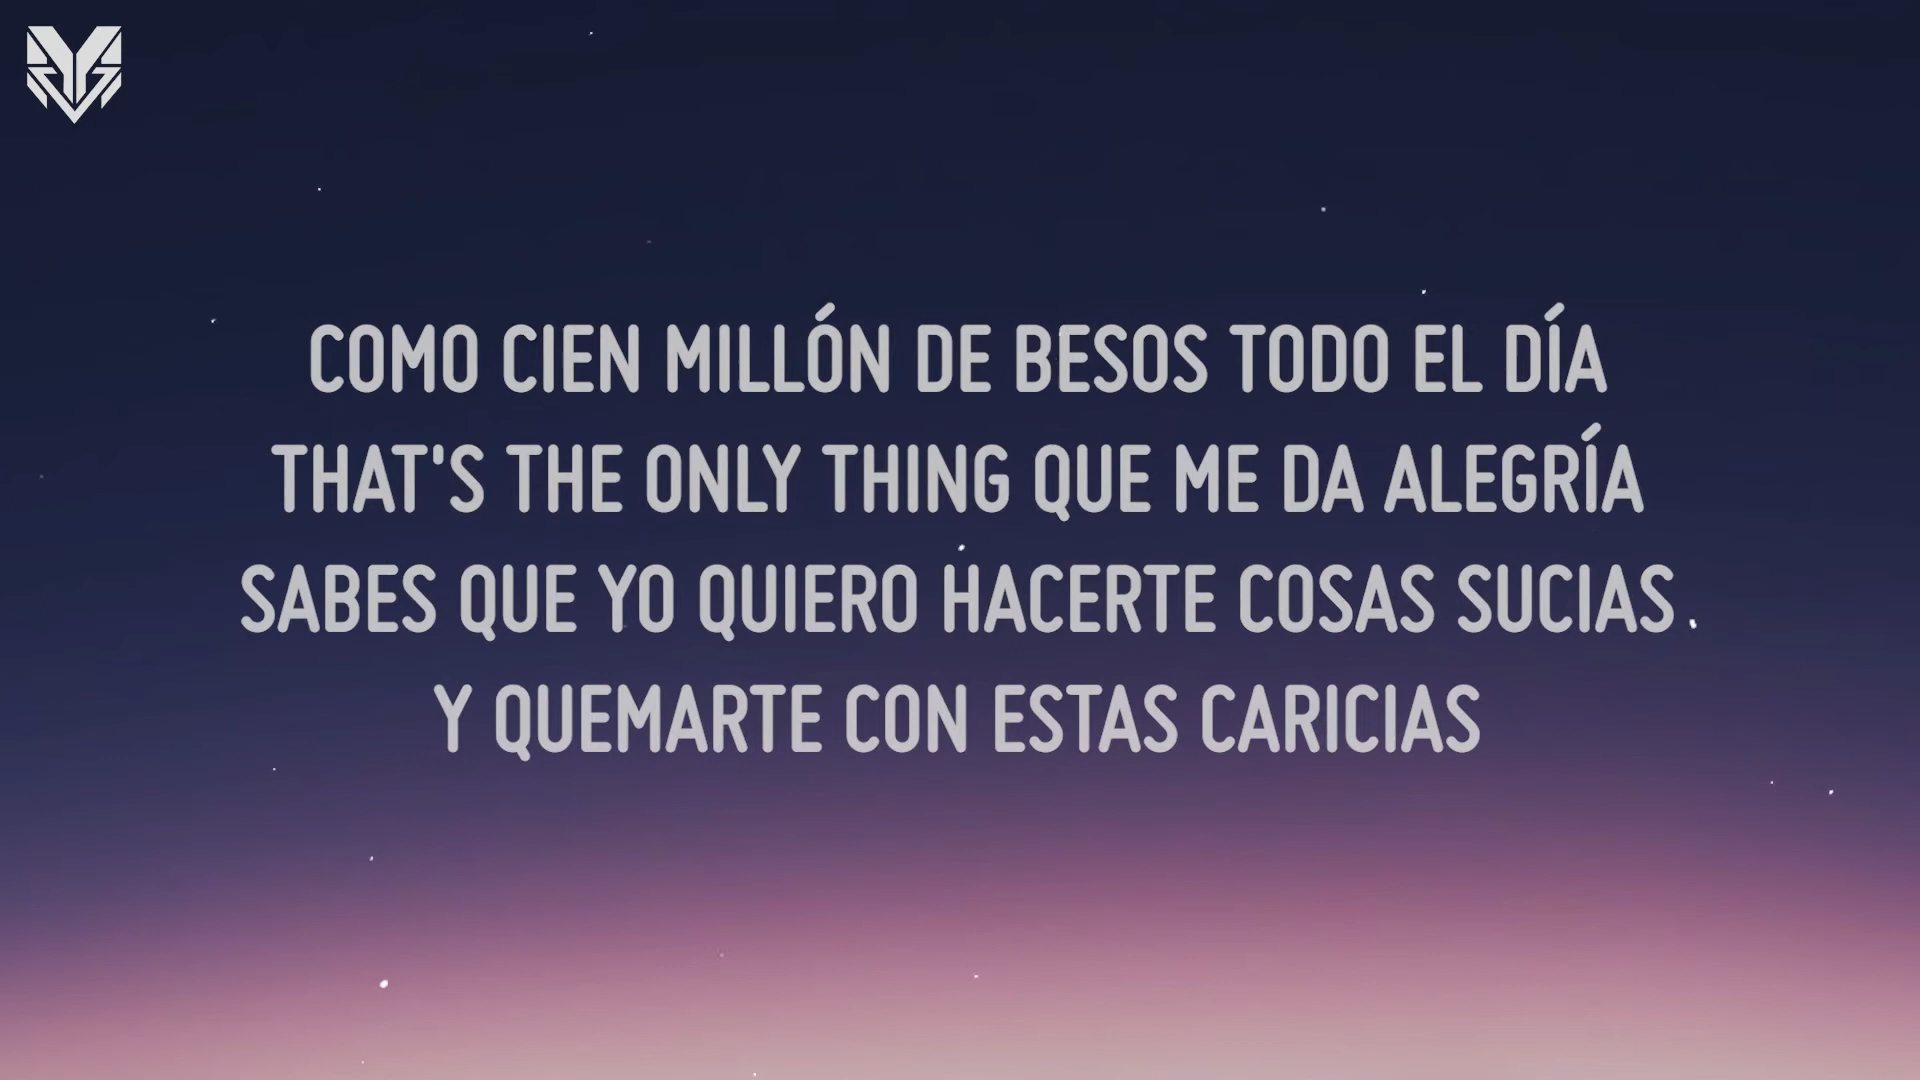 COMO CIEN MILLÓN DE BESOS TODO EL DÍA
THAT'S THE ONLY THING QUE ME DA ALEGRÍA
SABES QUE YO QUIERO HACERTE COSAS SUCIAS
Y QUEMARTE CON ESTAS CARICIAS